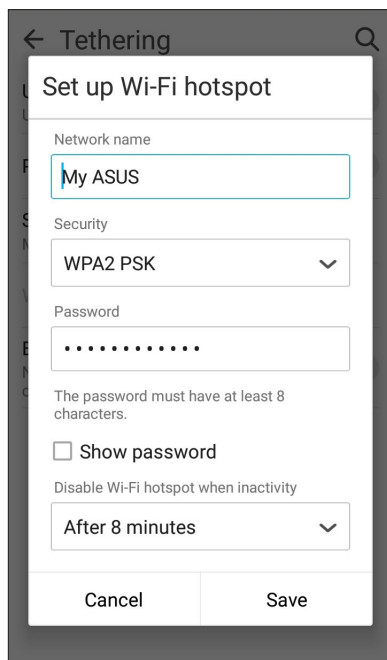 Tethering
Set up Wi-Fi hotspot
Network name
My ASUS
Security
WPA2 PSK
Password
••••••••••••
The password must have at least 8
characters.
Show password
Disable Wi-Fi hotspot when inactivity
After 8 minutes
Cancel
Save